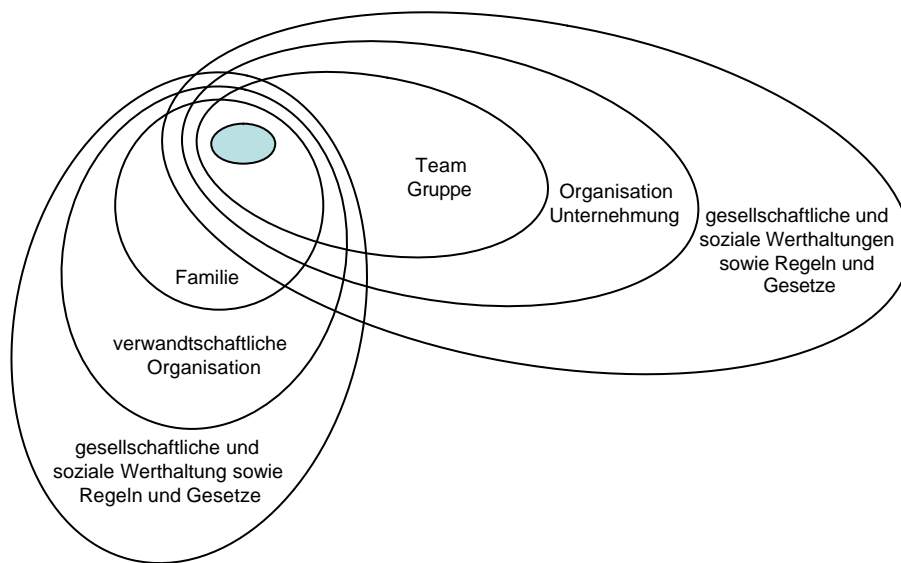 Team
Gruppe
Organisation
Unternehmung
gesellschaftliche und
soziale Werthaltungen
sowie Regeln und
Gesetze
Familie
verwandtschaftliche
Organisation
gesellschaftliche und
soziale Werthaltung sowie
Regeln und Gesetze